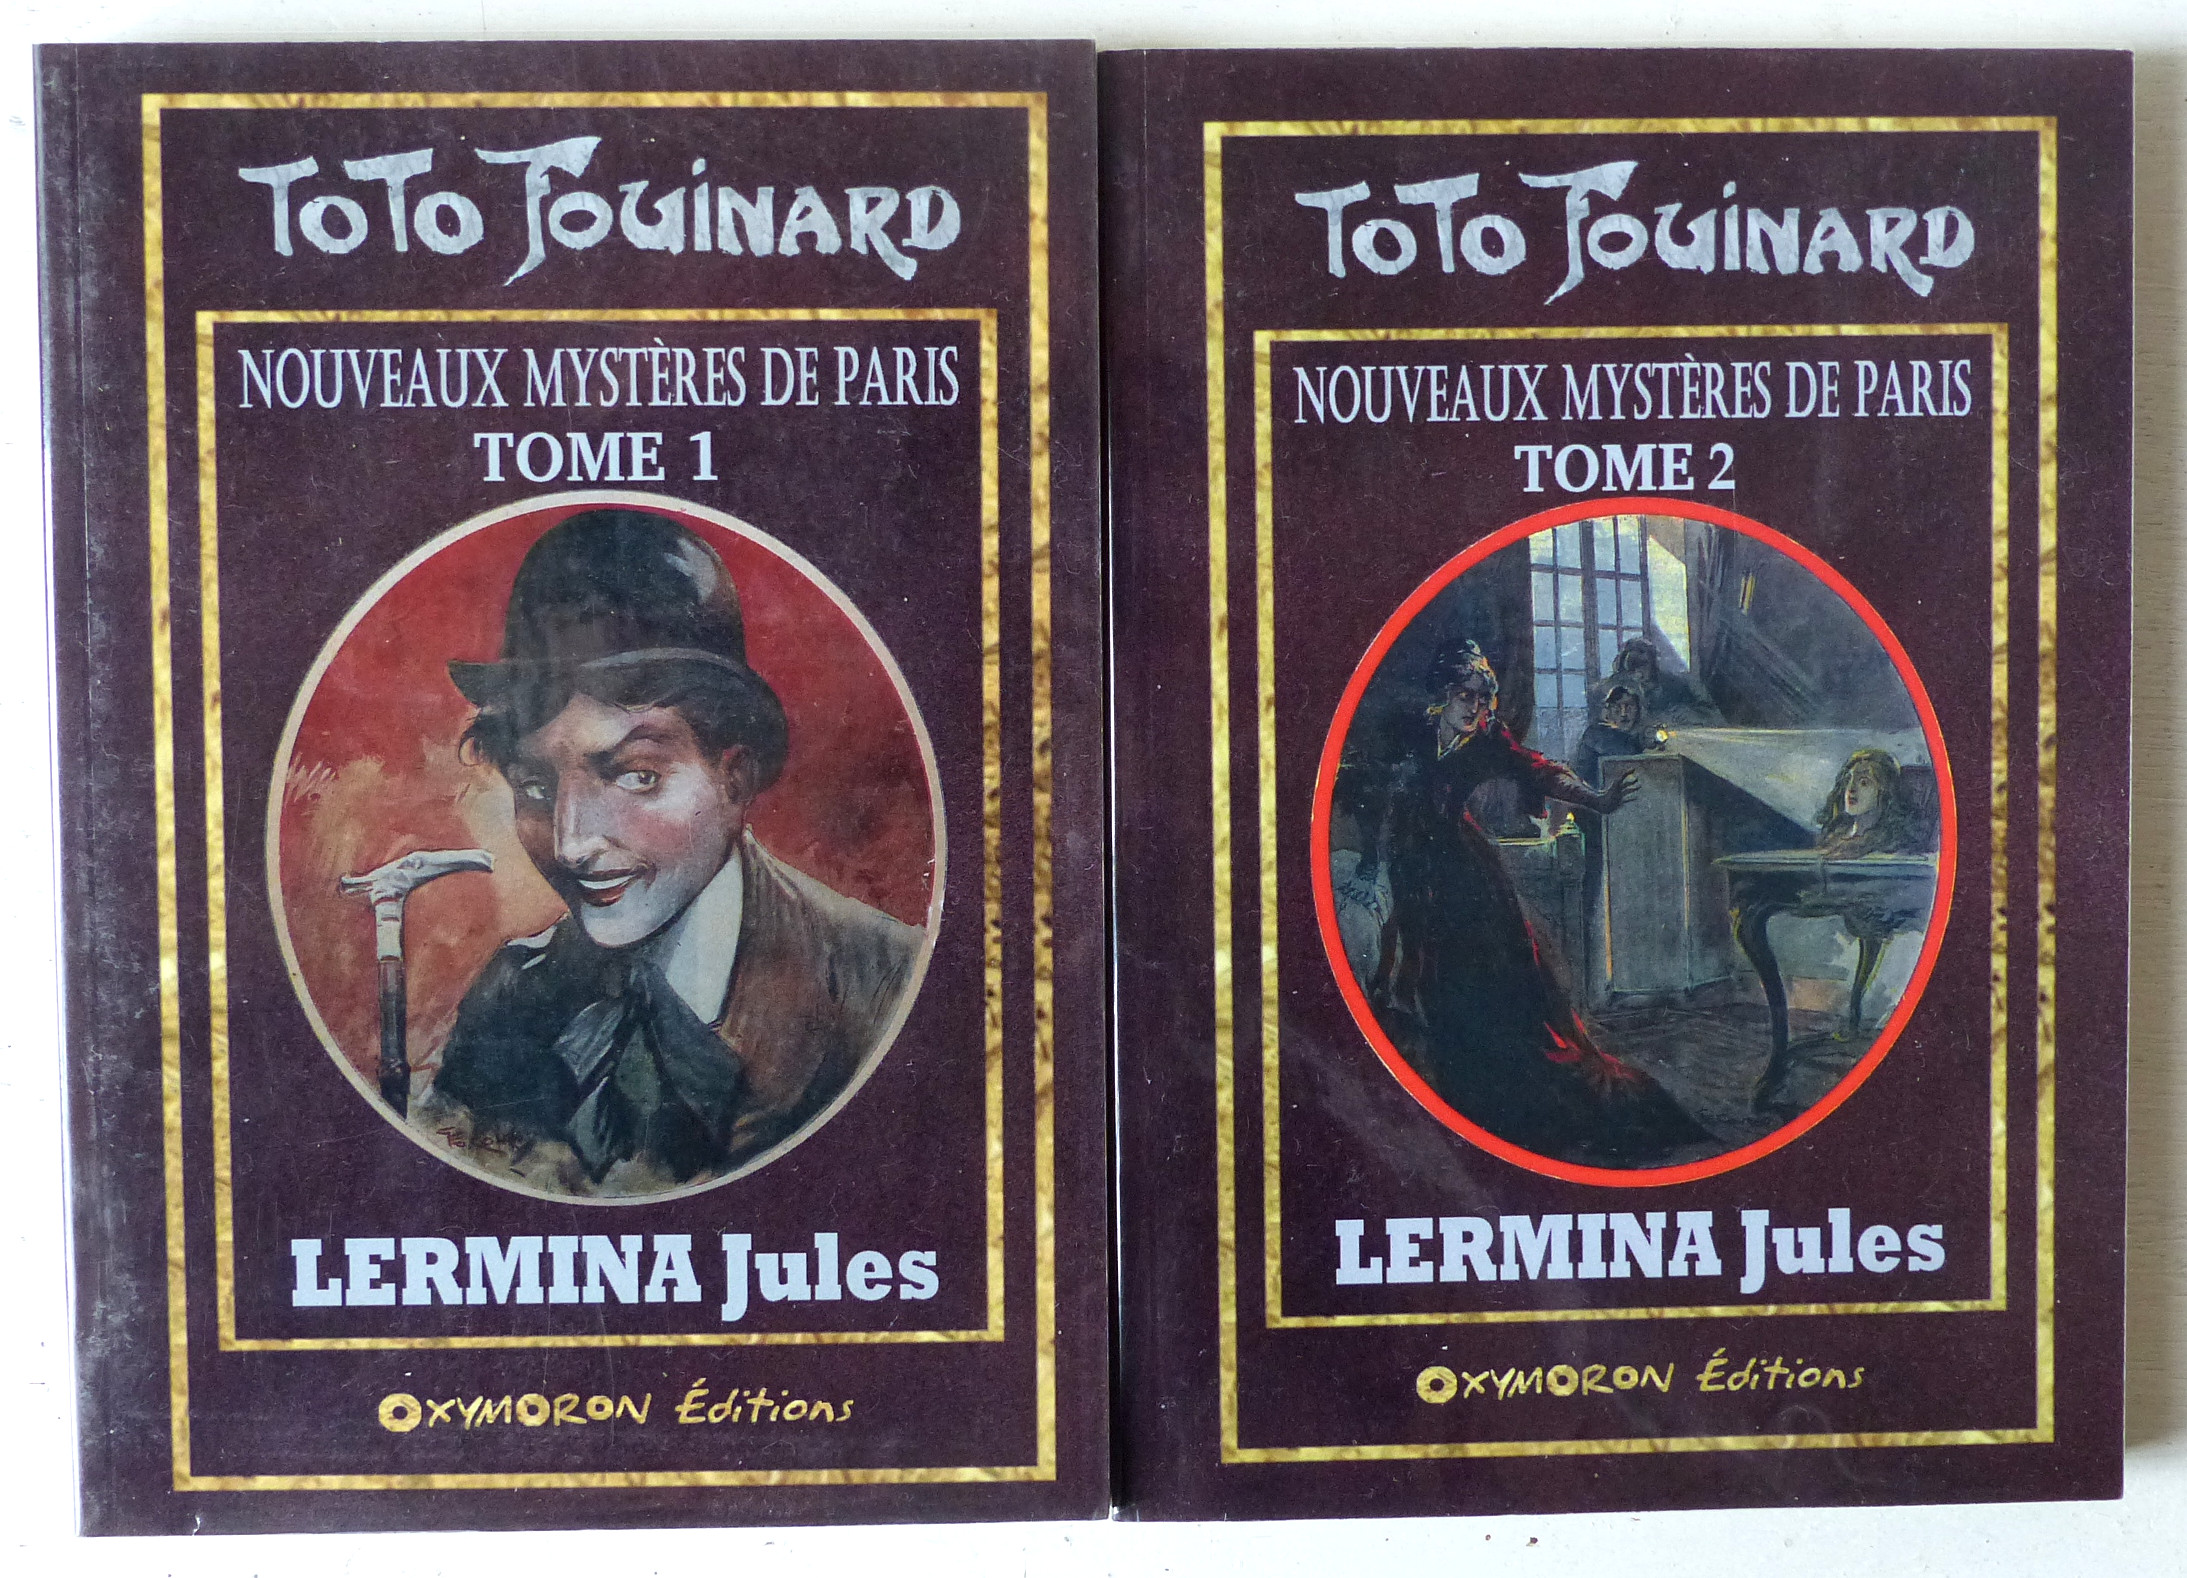 ToTo Fouinard
NOUVEAUX MYSTÈRES DE PARIS
TOME 1
LERMINA Jules
OXYMORON Éditions
ToTo Fouinard
NOUVEAUX MYSTÈRES DE PARIS
TOME 2
LERMINA Jules
OXYMORON Éditions